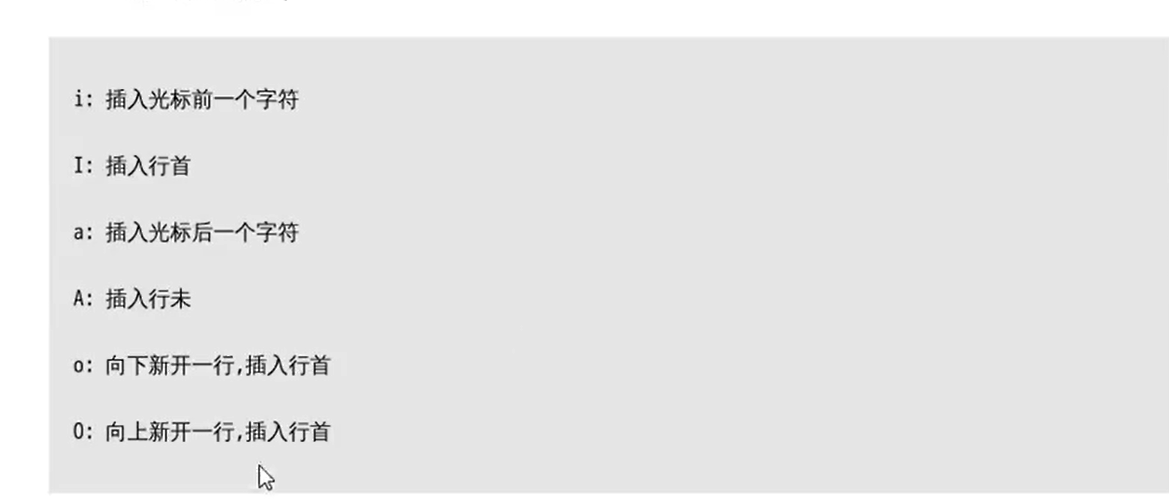 i: 插入光标前一个字符
I: 插入行首
a: 插入光标后一个字符
A: 插入行未
o: 向下新开一行,插入行首
O: 向上新开一行,插入行首